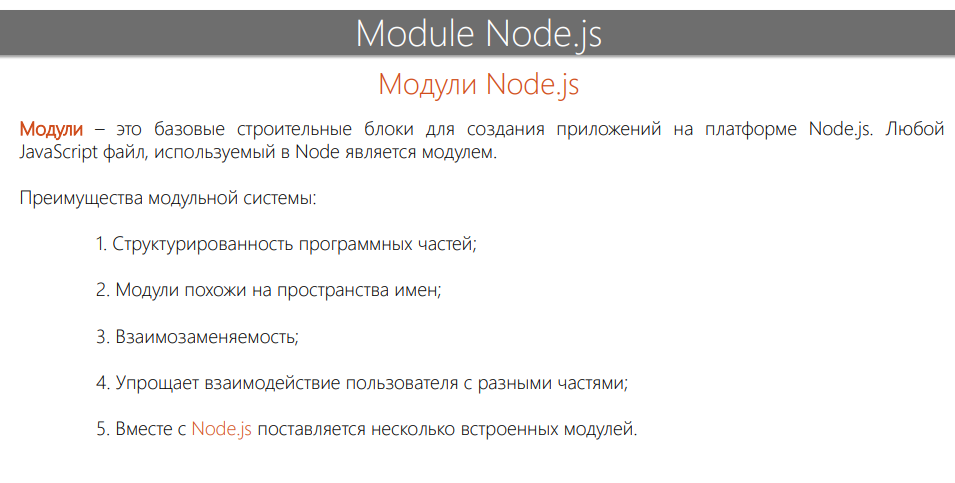 Module Node.js
Модули Node.js
Модули – это базовые строительные блоки для создания приложений на платформе Node.js. Любой
JavaScript файл, используемый в Node является модулем.
Преимущества модульной системы:
1. Структурированность программных частей;
2. Модули похожи на пространства имен;
3. Взаимозаменяемость;
4. Упрощает взаимодействие пользователя с разными частями;
5. Вместе с Node.js поставляется несколько встроенных модулей.